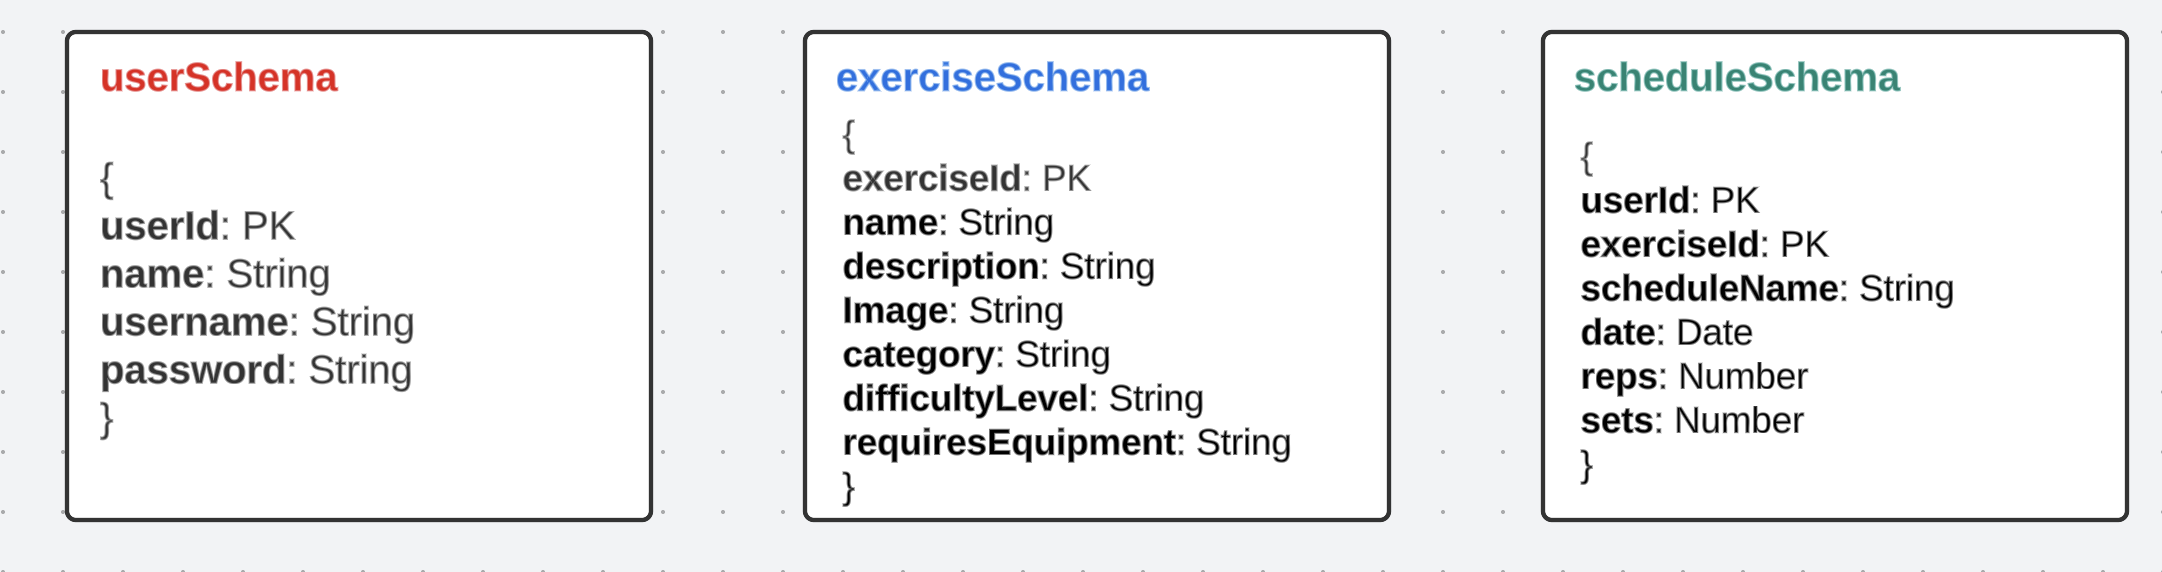 userSchema
{
userId: PK
name: String
username: String
password: String
}
exerciseSchema
{
exerciseId: PK
name: String
description: String
Image: String
category: String
difficultyLevel: String
requiresEquipment: String
}
scheduleSchema
{
userId: PK
exerciseId: PK
scheduleName: String
date: Date
reps: Number
sets: Number
}